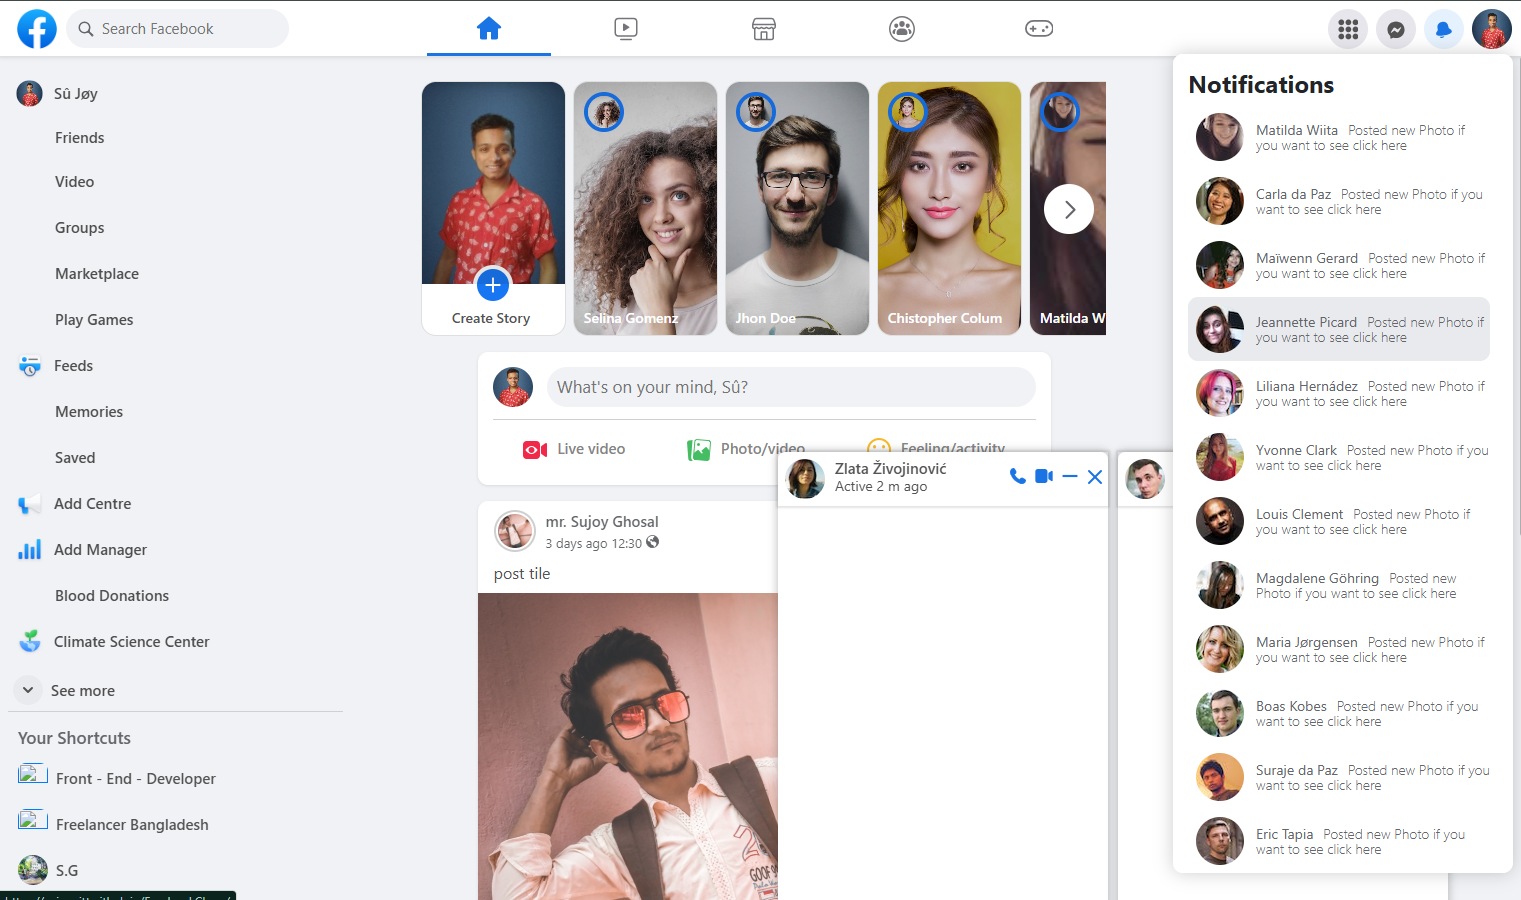 Search Facebook
Sû Jøy
Friends
Video
Groups
Marketplace
Play Games
Feeds
Memories
Saved
Add Centre
Add Manager
Blood Donations
Climate Science Center
See more
Your Shortcuts
Front - End - Developer
Freelancer Bangladesh
S.G
Create Story
Selina Gomenz
Jhon Doe
Chistopher Colum
Matilda W
What's on your mind, Sû?
Live video
Photo/video
Feeling/activity
mr. Sujoy Ghosal
3 days ago 12:30
post tile
GOOF
Zlata Živojinović
Active 2 m ago
Notifications
Matilda Wiita Posted new Photo if
you want to see click here
Carla da Paz Posted new Photo if you
want to see click here
Maïwenn Gerard Posted new Photo if
you want to see click here
Jeannette Picard Posted new Photo if
you want to see click here
Liliana Hernádez Posted new Photo if
you want to see click here
Yvonne Clark Posted new Photo if you
want to see click here
Louis Clement Posted new Photo if
you want to see click here
Magdalene Göhring Posted new
Photo if you want to see click here
Maria Jørgensen Posted new Photo if
you want to see click here
Boas Kobes Posted new Photo if you
want to see click here
Suraje da Paz Posted new Photo if you
want to see click here
Eric Tapia Posted new Photo if you
want to see click here